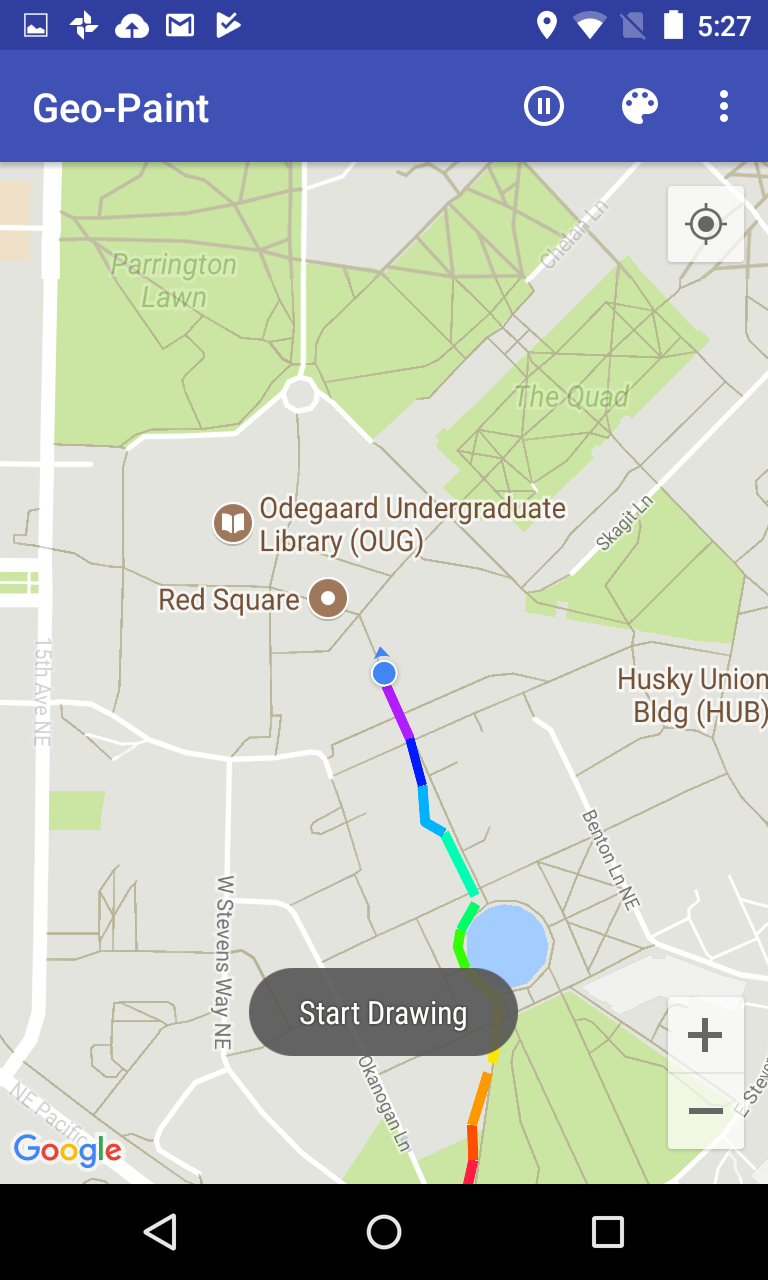 5:27
Geo-Paint
Chelan Ln
Parrington
Lawn
The Quad
Odegaard Undergraduate
Library (OUG)
Skagit Ln
Red Square
15th Ave NE
Husky Union
Bldg (HUB)
Benton Ln NE
W Stevens Way NE
Start Drawing
Okanogan Ln
E Steve
NE Pacific
Google